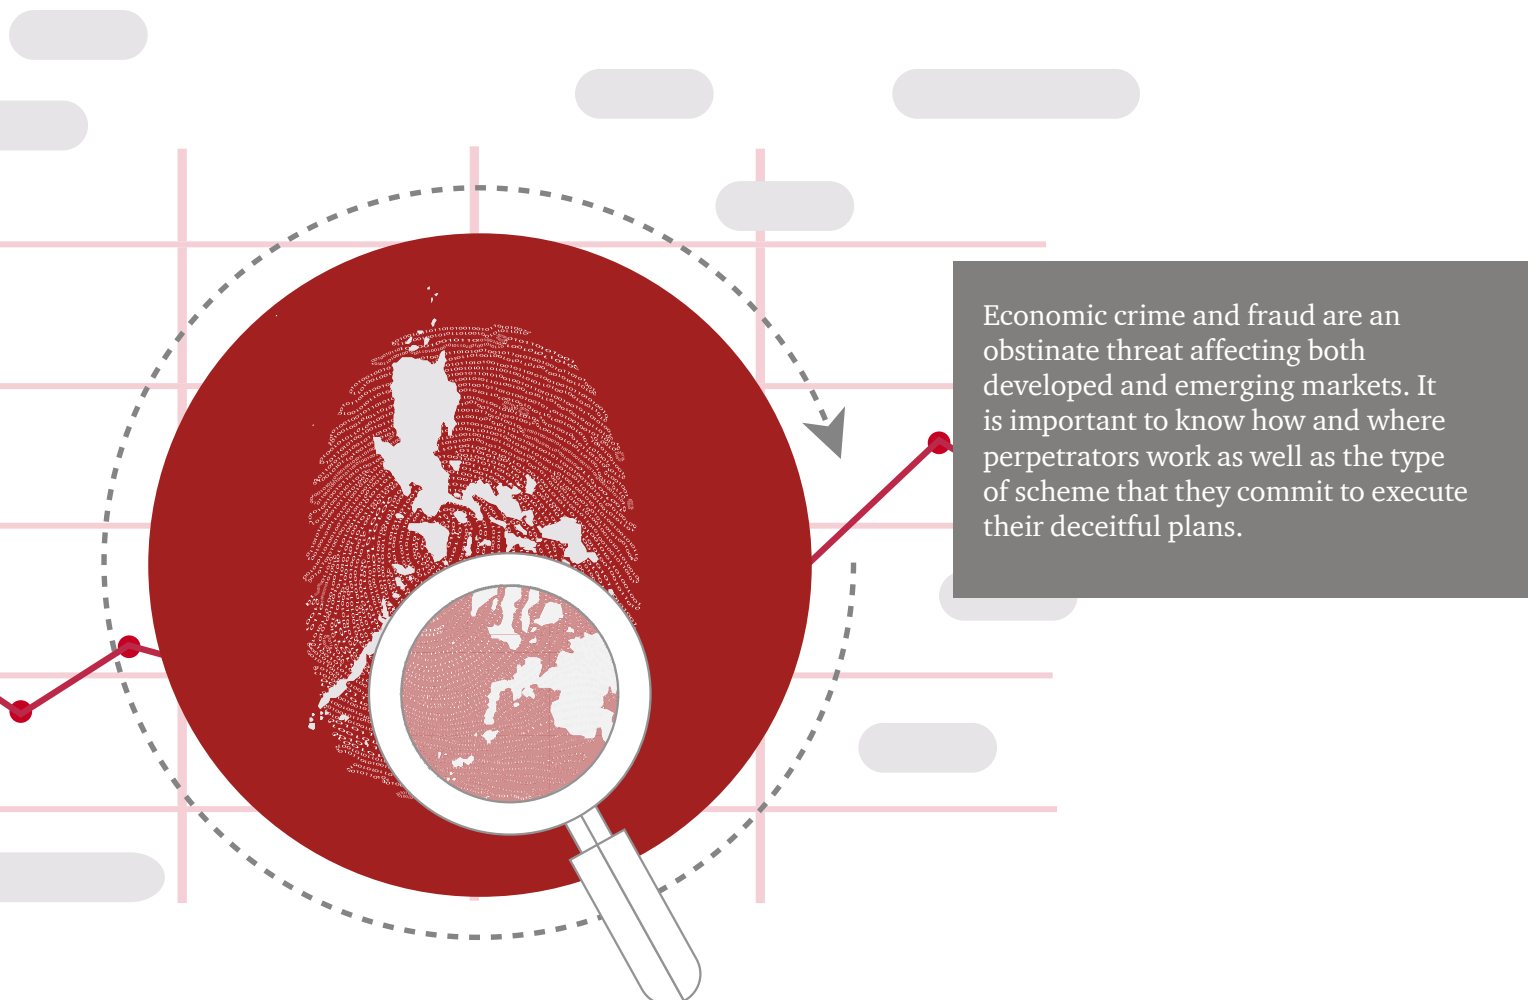 Economic crime and fraud are an
obstinate threat affecting both
developed and emerging markets. It
is important to know how and where
perpetrators work as well as the type
of scheme that they commit to execute
their deceitful plans.